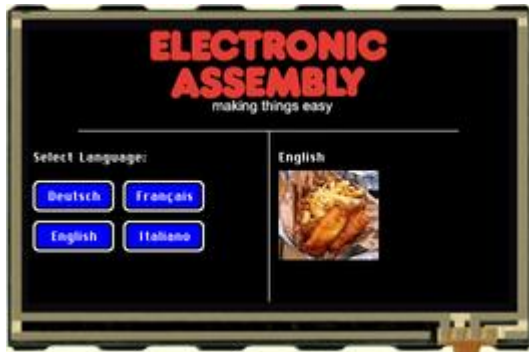 ELECTRONIC
ASSEMBLY
making things easy
Select Language:
Deutsch Français
English Italiano
English